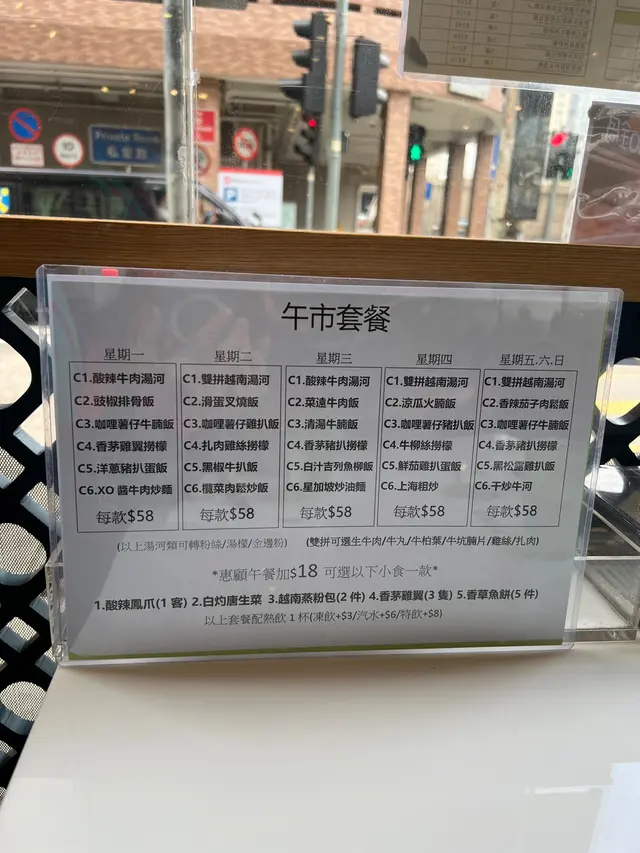 Private Road
私家路
午市套餐
星期一
C1.酸辣牛肉湯河
C2.豉椒排骨飯
C3.咖哩薯仔牛腩飯
C4.香茅雞翼撈檬
C5.洋蔥豬扒蛋飯
C6.XO 醬牛肉炒麵
每款$58
星期二
C1.雙拼越南湯河
C2.滑蛋叉燒飯
C3.咖哩薯仔雞扒飯
C4.扎肉雞絲撈檬
C5.黑椒牛扒飯
C6.欖菜肉鬆炒飯
每款$58
星期三
C1.酸辣牛肉湯河
C2.菜遠牛肉飯
C3.清湯牛腩飯
C4.香茅豬扒撈檬
C5.白汁吉列魚柳飯
C6.星加坡炒油麵
每款$58
星期四
C1.雙拼越南湯河
C2.涼瓜火腩飯
C3.咖哩薯仔豬扒飯
C4.牛柳絲撈檬
C5.鮮茄雞扒蛋飯
C6.上海粗炒
每款$58
星期五.六.日
C1.雙拼越南湯河
C2.香辣茄子肉鬆飯
C3.咖哩薯仔牛腩飯
C4.香茅豬扒撈檬
C5.黑松露雞扒飯
C6.干炒牛河
每款$58
(以上湯河類可轉粉絲/湯檬/金邊粉) (雙拼可選生牛肉/牛丸/牛柏葉/牛坑腩片/雞絲/扎肉)
*惠顧午餐加$18 可選以下小食一款*
1.酸辣鳳爪(1 客) 2.白灼唐生菜 3.越南蒸粉包(2 件) 4.香茅雞翼(3 隻) 5.香草魚餅(5 件)
以上套餐配熱飲 1 杯(凍飲+$3/汽水+$6/特飲+$8)